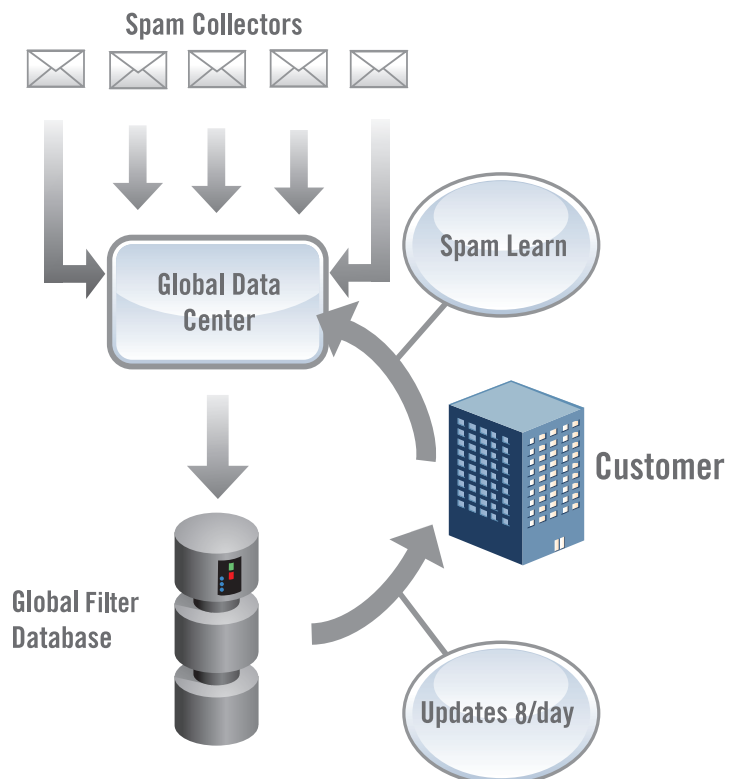 Spam Collectors
Spam Learn
Global Data
Center
Customer
Global Filter
Database
Updates 8/day